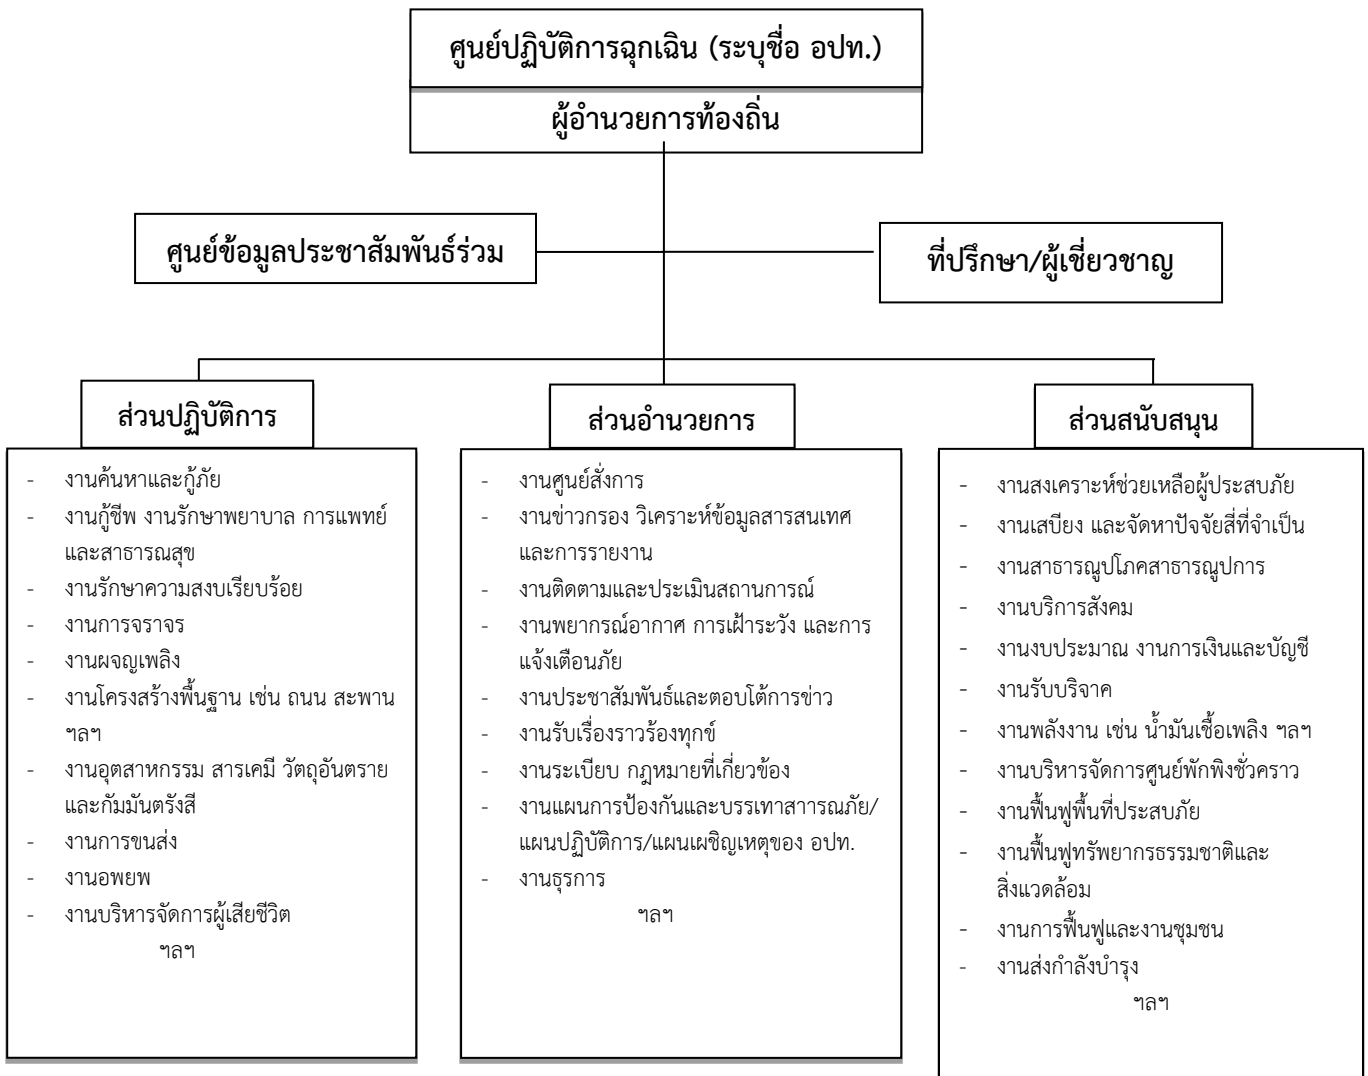 ศูนย์ปฏิบัติการฉุกเฉิน (ระบุชื่อ อปท.)
ผู้อำนวยการท้องถิ่น
ศูนย์ข้อมูลประชาสัมพันธ์ร่วม
ที่ปรึกษา/ผู้เชี่ยวชาญ
ส่วนปฏิบัติการ
- งานค้นหาและกู้ภัย
- งานกู้ชีพ งานรักษาพยาบาล การแพทย์
และสาธารณสุข
- งานรักษาความสงบเรียบร้อย
- งานการจราจร
- งานผจญเพลิง
- งานโครงสร้างพื้นฐาน เช่น ถนน สะพาน
ฯลฯ
- งานอุตสาหกรรม สารเคมี วัตถุอันตราย
และกัมมันตรังสี
- งานการขนส่ง
- งานอพยพ
- งานบริหารจัดการผู้เสียชีวิต
ฯลฯ
ส่วนอำนวยการ
- งานศูนย์สั่งการ
- งานข่าวกรอง วิเคราะห์ข้อมูลสารสนเทศ
และการรายงาน
- งานติดตามและประเมินสถานการณ์
- งานพยากรณ์อากาศ การเฝ้าระวัง และการ
แจ้งเตือนภัย
- งานประชาสัมพันธ์และตอบโต้การข่าว
- งานรับเรื่องราวร้องทุกข์
- งานระเบียบ กฎหมายที่เกี่ยวข้อง
- งานแผนการป้องกันและบรรเทาสาารณภัย/
แผนปฏิบัติการ/แผนเผชิญเหตุของ อปท.
- งานธุรการ
ฯลฯ
ส่วนสนับสนุน
- งานสงเคราะห์ช่วยเหลือผู้ประสบภัย
- งานเสบียง และจัดหาปัจจัยสี่ที่จำเป็น
- งานสาธารณูปโภคสาธารณูปการ
- งานบริการสังคม
- งานงบประมาณ งานการเงินและบัญชี
- งานรับบริจาค
- งานพลังงาน เช่น น้ำมันเชื้อเพลิง ฯลฯ
- งานบริหารจัดการศูนย์พักพิงชั่วคราว
- งานฟื้นฟูพื้นที่ประสบภัย
- งานฟื้นฟูทรัพยากรธรรมชาติและ
สิ่งแวดล้อม
- งานการฟื้นฟูและงานชุมชน
- งานส่งกำลังบำรุง
ฯลฯ